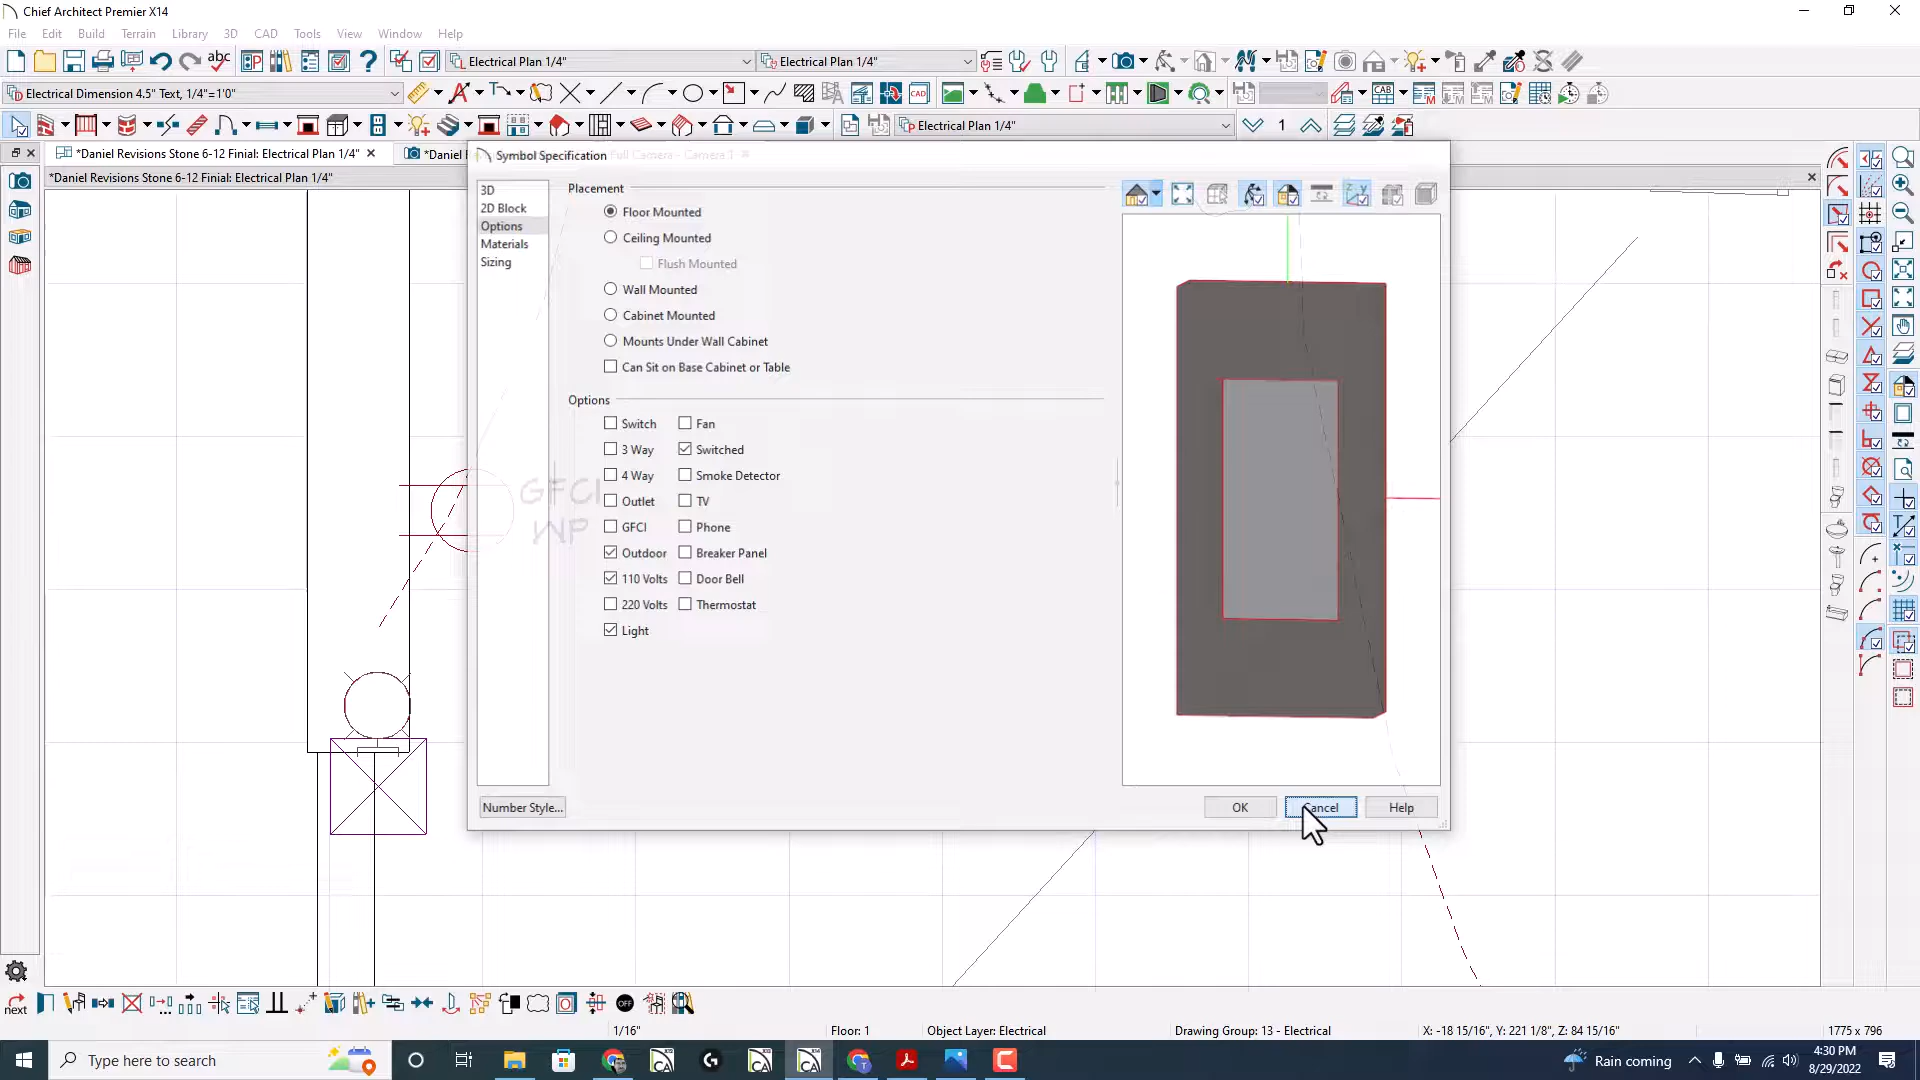 Chief Architect Premier X14
File Edit Build Terrain Library 3D CAD Tools View Window Help
Electrical Plan 1/4" Electrical Plan 1/4"
Electrical Dimension 4.5" Text, 1/4"=1'0"
CAD
CAB
Electrical Plan 1/4" 1
*Daniel Revisions Stone 6-12 Finial: Electrical Plan 1/4" *Daniel Full Camera - Camera 1
*Daniel Revisions Stone 6-12 Finial: Electrical Plan 1/4"
Symbol Specification
3D
2D Block
Options
Materials
Sizing
Placement
Floor Mounted
Ceiling Mounted
Flush Mounted
Wall Mounted
Cabinet Mounted
Mounts Under Wall Cabinet
Can Sit on Base Cabinet or Table
Options
Switch Fan
3 Way Switched
4 Way Smoke Detector
Outlet TV
GFCI Phone
Outdoor Breaker Panel
110 Volts Door Bell
220 Volts Thermostat
Light
GFCI
WP
Number Style... OK Cancel Help
next OFF
1/16" Floor: 1 Object Layer: Electrical Drawing Group: 13 - Electrical X: -18 15/16", Y: 221 1/8", Z: 84 15/16" 1775 x 796
Type here to search
Rain coming
4:30 PM
8/29/2022